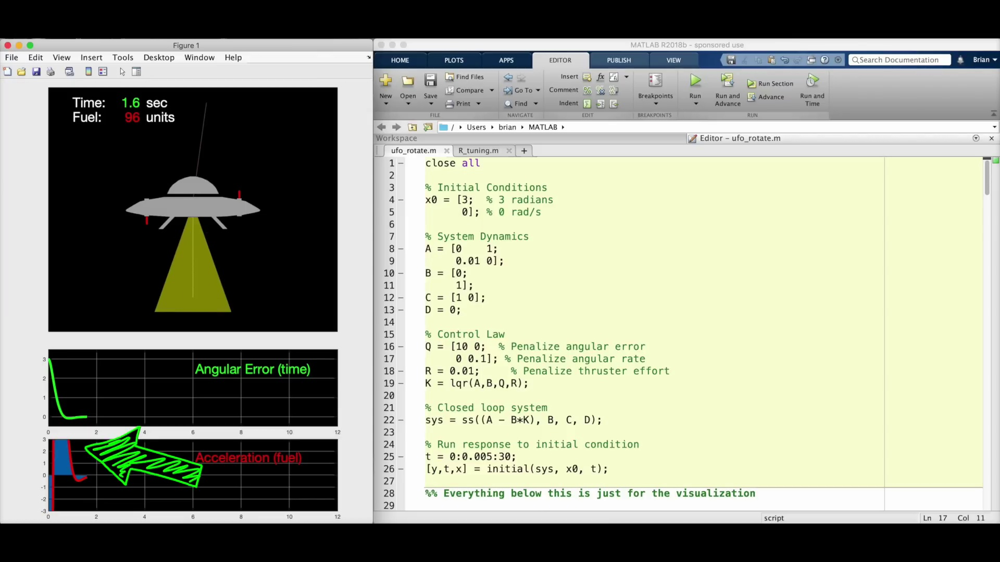 Figure 1
File Edit View Insert Tools Desktop Window Help
Time: 1.6 sec
Fuel: 96 units
Angular Error (time)
3
2
1
0
0 2 4 6 8 10 12
Acceleration (fuel)
3
2
1
0
-1
-2
-3
0 2 4 6 8 10 12
MATLAB R2018b - sponsored use
HOME PLOTS APPS EDITOR PUBLISH VIEW
Search Documentation
Brian
New Open Save
Find Files
Compare
Print
FILE
Go To
Find
NAVIGATE
Insert fx
Comment
Indent
EDIT
Breakpoints
BREAKPOINTS
Run
Run and Advance
Run Section
Advance
Run and Time
RUN
/ Users brian MATLAB
Workspace
Editor – ufo_rotate.m
ufo_rotate.m R_tuning.m +
1 – close all
2
3 % Initial Conditions
4 – x0 = [3; % 3 radians
5 0]; % 0 rad/s
6
7 % System Dynamics
8 – A = [0 1;
9 0.01 0];
10 – B = [0;
11 1];
12 – C = [1 0];
13 – D = 0;
14
15 % Control Law
16 – Q = [10 0; % Penalize angular error
17 0 0.1]; % Penalize angular rate
18 – R = 0.01; % Penalize thruster effort
19 – K = lqr(A,B,Q,R);
20
21 % Closed loop system
22 – sys = ss((A - B*K), B, C, D);
23
24 % Run response to initial condition
25 – t = 0:0.005:30;
26 – [y,t,x] = initial(sys, x0, t);
27
28 %% Everything below this is just for the visualization
29
script
Ln 17 Col 11